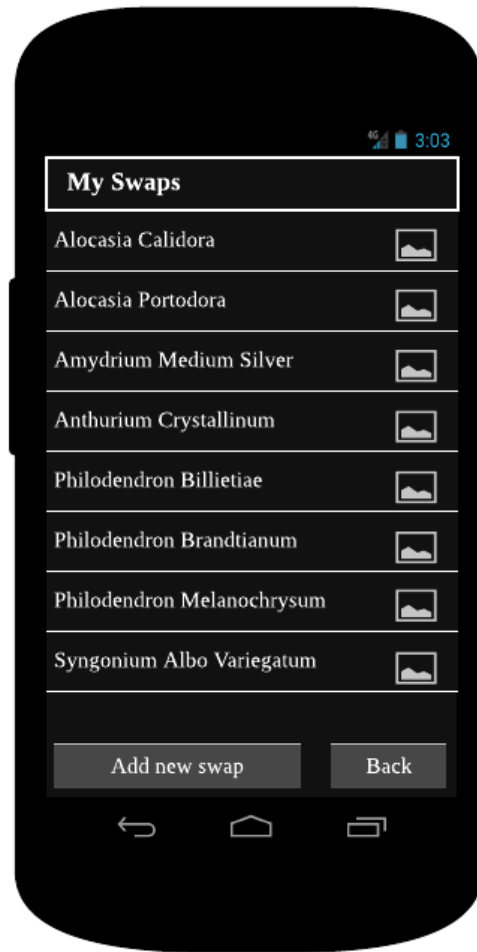 4G 3:03
My Swaps
Alocasia Calidora
Alocasia Portodora
Amydrium Medium Silver
Anthurium Crystallinum
Philodendron Billietiae
Philodendron Brandtianum
Philodendron Melanochrysum
Syngonium Albo Variegatum
Add new swap Back